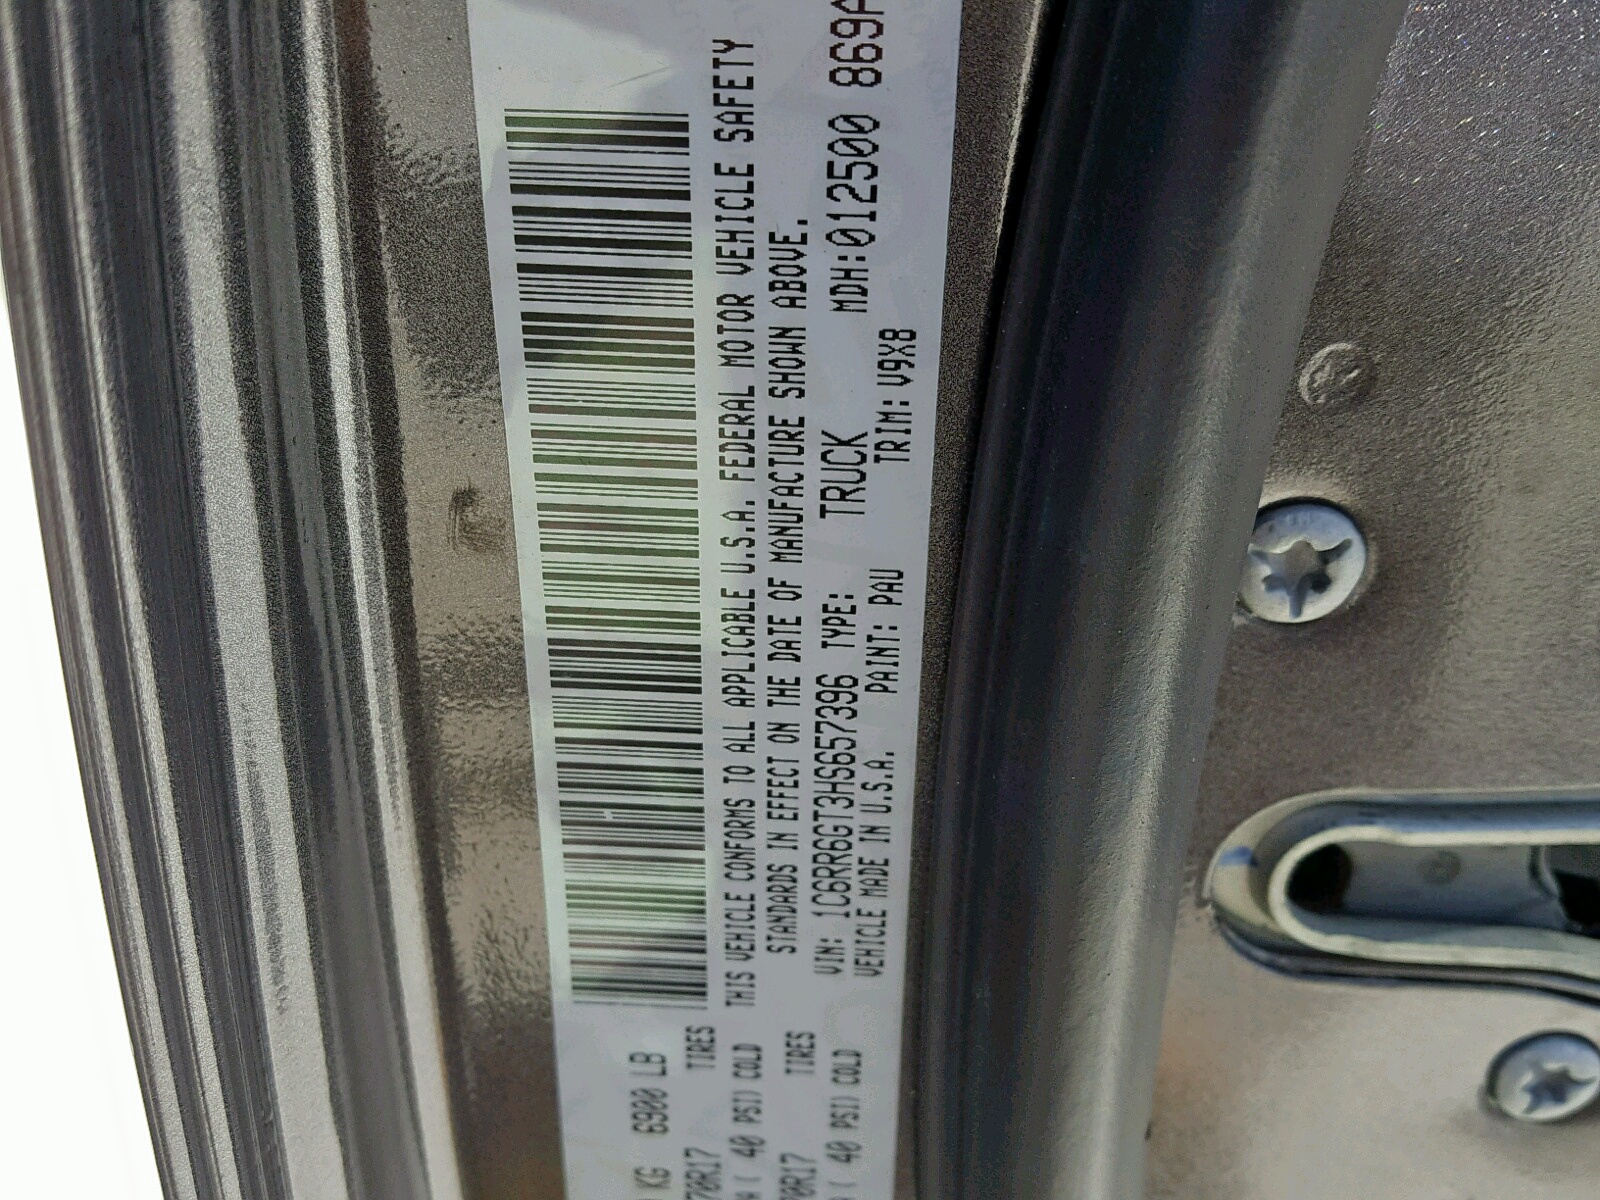 6900 LB
KG
TIRES
70R17
( 40 PSI) COLD
TIRES
70R17
( 40 PSI) COLD
THIS VEHICLE CONFORMS TO ALL APPLICABLE U.S.A. FEDERAL MOTOR VEHICLE SAFETY
STANDARDS IN EFFECT ON THE DATE OF MANUFACTURE SHOWN ABOVE.
VIN: 1C6RR6GT3HS657396 TYPE: TRUCK MDH:012500 869A
VEHICLE MADE IN U.S.A. PAINT: PAU TRIM: V9X8